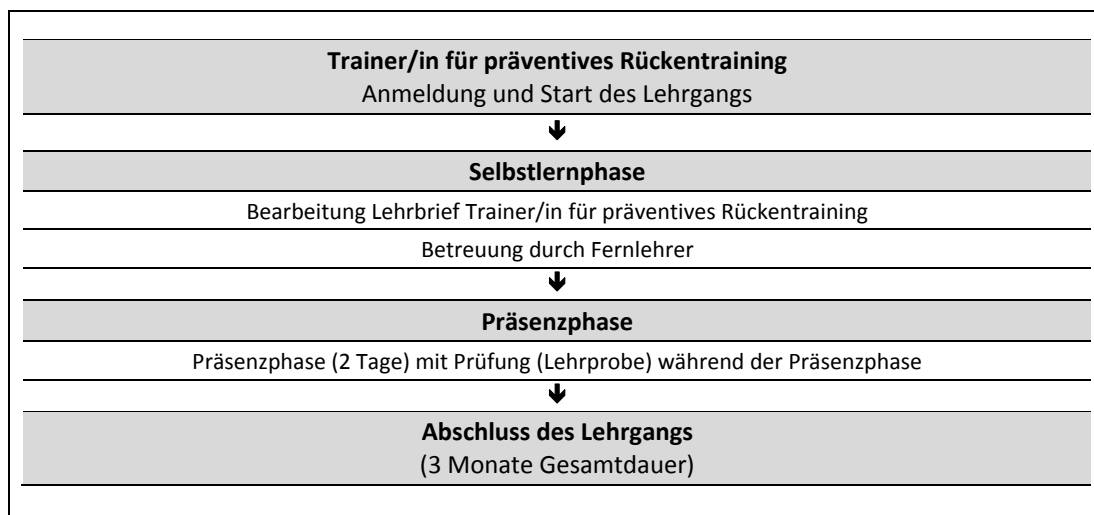 Trainer/in für präventives Rückentraining
Anmeldung und Start des Lehrgangs
🡻
Selbstlernphase
Bearbeitung Lehrbrief Trainer/in für präventives Rückentraining
Betreuung durch Fernlehrer
🡻
Präsenzphase
Präsenzphase (2 Tage) mit Prüfung (Lehrprobe) während der Präsenzphase
🡻
Abschluss des Lehrgangs
(3 Monate Gesamtdauer)